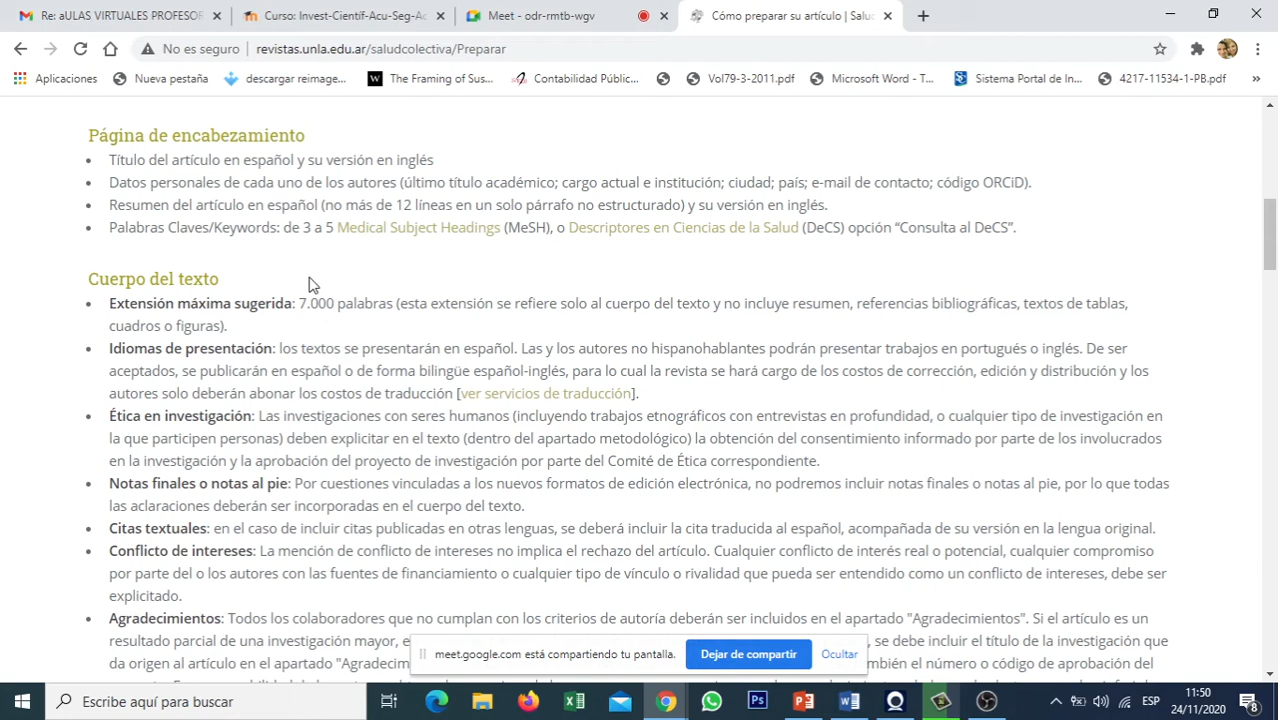 Re: aULAS VIRTUALES PROFESOR
Curso: Invest-Científ-Acu-Seg-Ac
Meet - odr-rmtb-wgv
Cómo preparar su artículo | Salud
No es seguro
revistas.unla.edu.ar/saludcolectiva/Preparar
Aplicaciones
Nueva pestaña
descargar reimage...
The Framing of Sus...
Contabilidad Públic...
Vol79-3-2011.pdf
Microsoft Word - T...
Sistema Portal de In...
4217-11534-1-PB.pdf
»
Página de encabezamiento
• Título del artículo en español y su versión en inglés
• Datos personales de cada uno de los autores (último título académico; cargo actual e institución; ciudad; país; e-mail de contacto; código ORCiD).
• Resumen del artículo en español (no más de 12 líneas en un solo párrafo no estructurado) y su versión en inglés.
• Palabras Claves/Keywords: de 3 a 5 Medical Subject Headings (MeSH), o Descriptores en Ciencias de la Salud (DeCS) opción “Consulta al DeCS”.
Cuerpo del texto
• Extensión máxima sugerida: 7.000 palabras (esta extensión se refiere solo al cuerpo del texto y no incluye resumen, referencias bibliográficas, textos de tablas,
cuadros o figuras).
• Idiomas de presentación: los textos se presentarán en español. Las y los autores no hispanohablantes podrán presentar trabajos en portugués o inglés. De ser
aceptados, se publicarán en español o de forma bilingüe español-inglés, para lo cual la revista se hará cargo de los costos de corrección, edición y distribución y los
autores solo deberán abonar los costos de traducción [ver servicios de traducción].
• Ética en investigación: Las investigaciones con seres humanos (incluyendo trabajos etnográficos con entrevistas en profundidad, o cualquier tipo de investigación en
la que participen personas) deben explicitar en el texto (dentro del apartado metodológico) la obtención del consentimiento informado por parte de los involucrados
en la investigación y la aprobación del proyecto de investigación por parte del Comité de Ética correspondiente.
• Notas finales o notas al pie: Por cuestiones vinculadas a los nuevos formatos de edición electrónica, no podremos incluir notas finales o notas al pie, por lo que todas
las aclaraciones deberán ser incorporadas en el cuerpo del texto.
• Citas textuales: en el caso de incluir citas publicadas en otras lenguas, se deberá incluir la cita traducida al español, acompañada de su versión en la lengua original.
• Conflicto de intereses: La mención de conflicto de intereses no implica el rechazo del artículo. Cualquier conflicto de interés real o potencial, cualquier compromiso
por parte del o los autores con las fuentes de financiamiento o cualquier tipo de vínculo o rivalidad que pueda ser entendido como un conflicto de intereses, debe ser
explicitado.
• Agradecimientos: Todos los colaboradores que no cumplan con los criterios de autoría deberán ser incluidos en el apartado "Agradecimientos". Si el artículo es un
resultado parcial de una investigación mayor, e se debe incluir el título de la investigación que
da origen al artículo en el apartado "Agradecim mbién el número o código de aprobación del
meet.google.com está compartiendo tu pantalla.
Dejar de compartir
Ocultar
Escribe aquí para buscar
ESP
11:50
24/11/2020
8